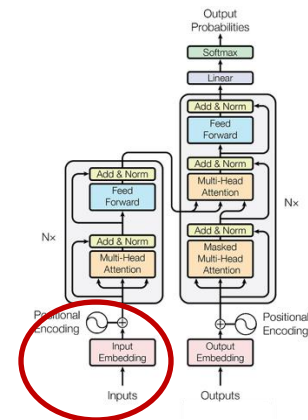 Output
Probabilities
Softmax
Linear
Add & Norm
Feed
Forward
Add & Norm
Multi-Head
Attention
Add & Norm
Masked
Multi-Head
Attention
Nx
Positional
Encoding
Output
Embedding
Outputs
Add & Norm
Feed
Forward
Add & Norm
Multi-Head
Attention
Nx
Positional
Encoding
Input
Embedding
Inputs